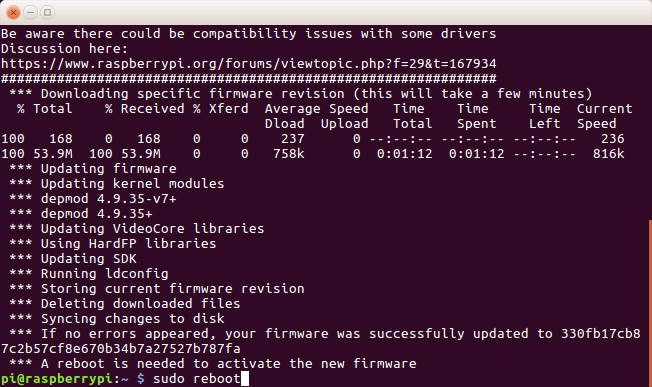 Be aware there could be compatibility issues with some drivers
Discussion here:
https://www.raspberrypi.org/forums/viewtopic.php?f=29&t=167934
##############################################################
 *** Downloading specific firmware revision (this will take a few minutes)
  % Total    % Received % Xferd  Average Speed   Time    Time     Time  Current
                                 Dload  Upload   Total   Spent    Left  Speed
100   168    0   168    0     0    237      0 --:--:-- --:--:-- --:--:--   236
100 53.9M  100 53.9M    0     0   758k      0  0:01:12  0:01:12 --:--:--  816k
 *** Updating firmware
 *** Updating kernel modules
 *** depmod 4.9.35-v7+
 *** depmod 4.9.35+
 *** Updating VideoCore libraries
 *** Using HardFP libraries
 *** Updating SDK
 *** Running ldconfig
 *** Storing current firmware revision
 *** Deleting downloaded files
 *** Syncing changes to disk
 *** If no errors appeared, your firmware was successfully updated to 330fb17cb8
7c2b57cf8e670b34b7a27527b787fa
 *** A reboot is needed to activate the new firmware
pi@raspberrypi:~ $ sudo reboot